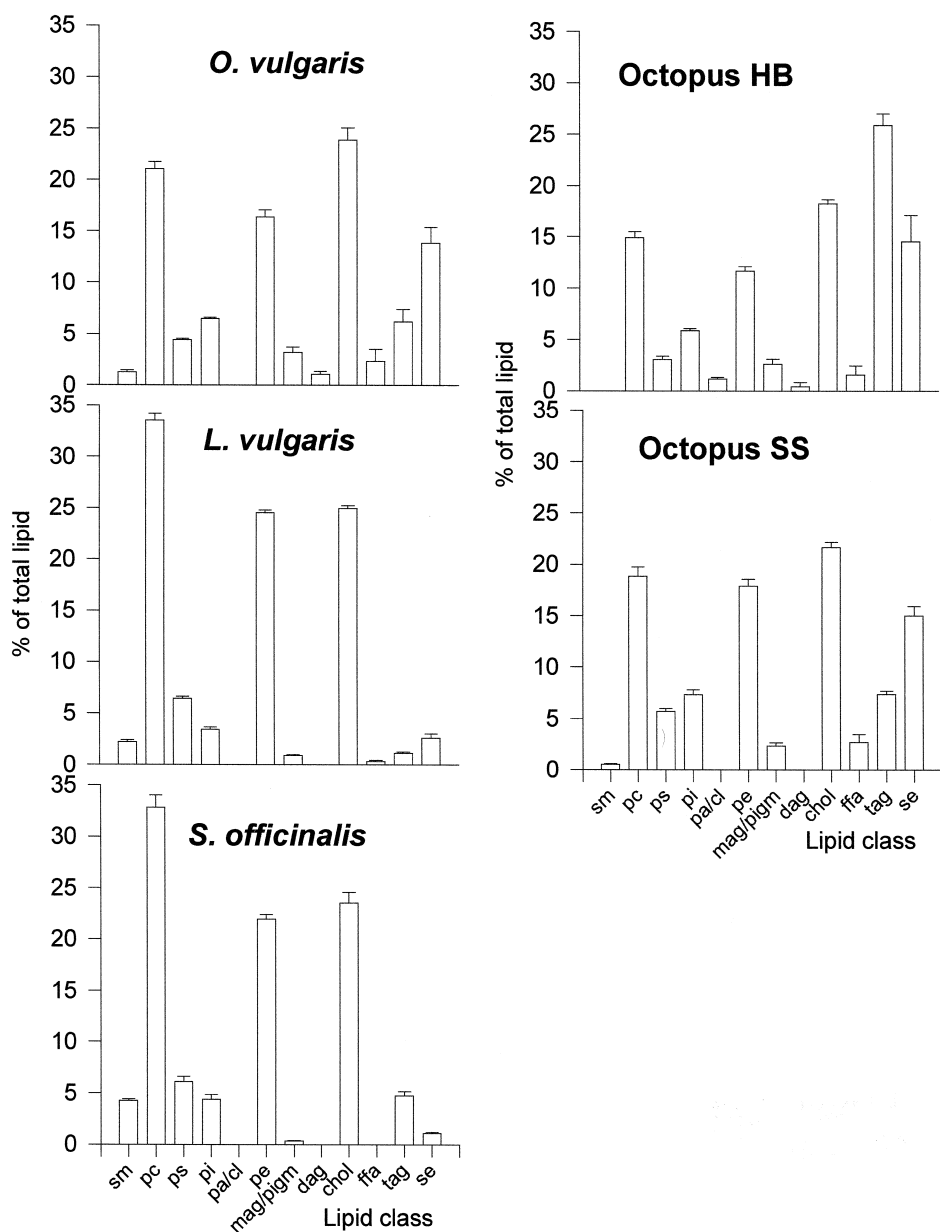 O. vulgaris
35
30
25
20
15
10
5
0
L. vulgaris
35
30
25
20
15
10
5
0
% of total lipid
S. officinalis
35
30
25
20
15
10
5
0
sm
pc
ps
pi
pa/cl
pe
mag/pigm
dag
chol
ffa
tag
se
Lipid class
Octopus HB
35
30
25
20
15
10
5
0
% of total lipid
Octopus SS
35
30
25
20
15
10
5
0
sm
pc
ps
pi
pa/cl
pe
mag/pigm
dag
chol
ffa
tag
se
Lipid class